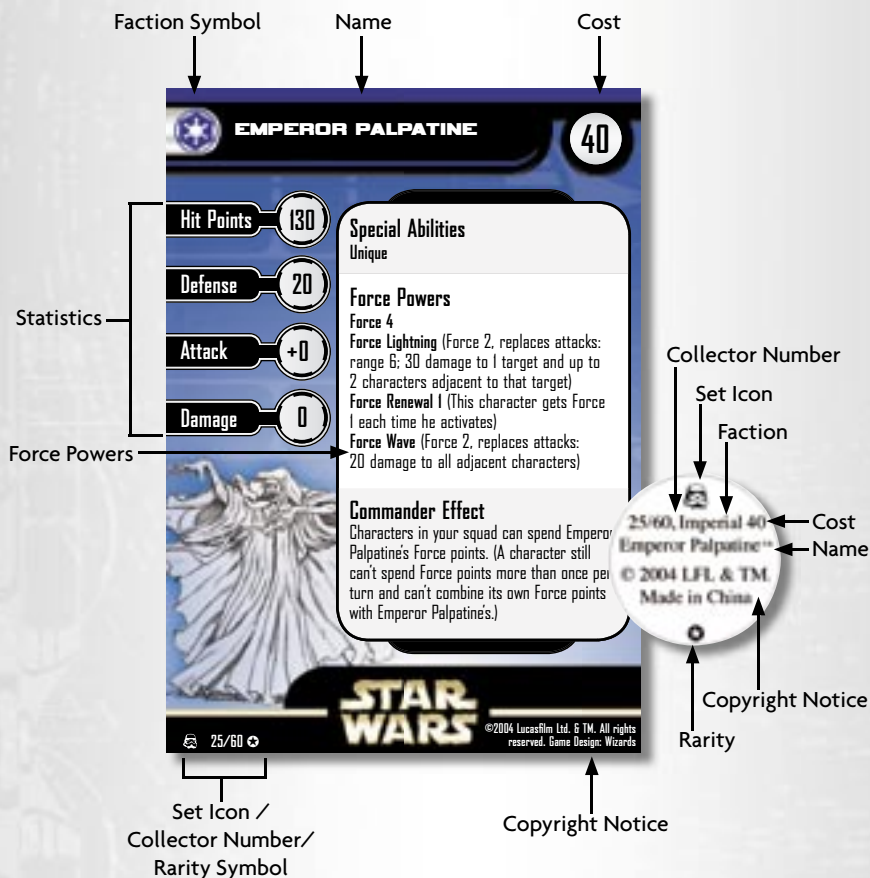 Faction Symbol
Name
Cost
EMPEROR PALPATINE
40
Hit Points 130
Defense 20
Attack +0
Damage 0
Statistics
Force Powers
Special Abilities
Unique
Force Powers
Force 4
Force Lightning (Force 2, replaces attacks:
range 6; 30 damage to 1 target and up to
2 characters adjacent to that target)
Force Renewal 1 (This character gets Force
1 each time he activates)
Force Wave (Force 2, replaces attacks:
20 damage to all adjacent characters)
Commander Effect
Characters in your squad can spend Emperor
Palpatine's Force points. (A character still
can't spend Force points more than once per
turn and can't combine its own Force points
with Emperor Palpatine's.)
STAR
WARS
25/60
©2004 Lucasfilm Ltd. & TM. All rights
reserved. Game Design: Wizards
Collector Number
Set Icon
Faction
25/60, Imperial 40
Emperor Palpatine™
© 2004 LFL & TM.
Made in China
Cost
Name
Copyright Notice
Rarity
Set Icon /
Collector Number/
Rarity Symbol
Copyright Notice